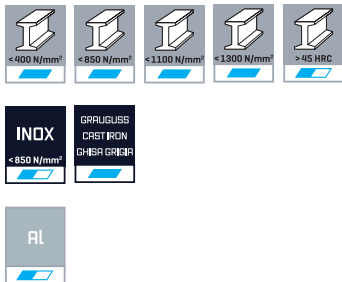 <400 N/mm² <850 N/mm² <1100 N/mm² <1300 N/mm² >45 HRC
INOX
<850 N/mm²
GRAUGUSS
CAST IRON
GHISA GRIGIA
Al